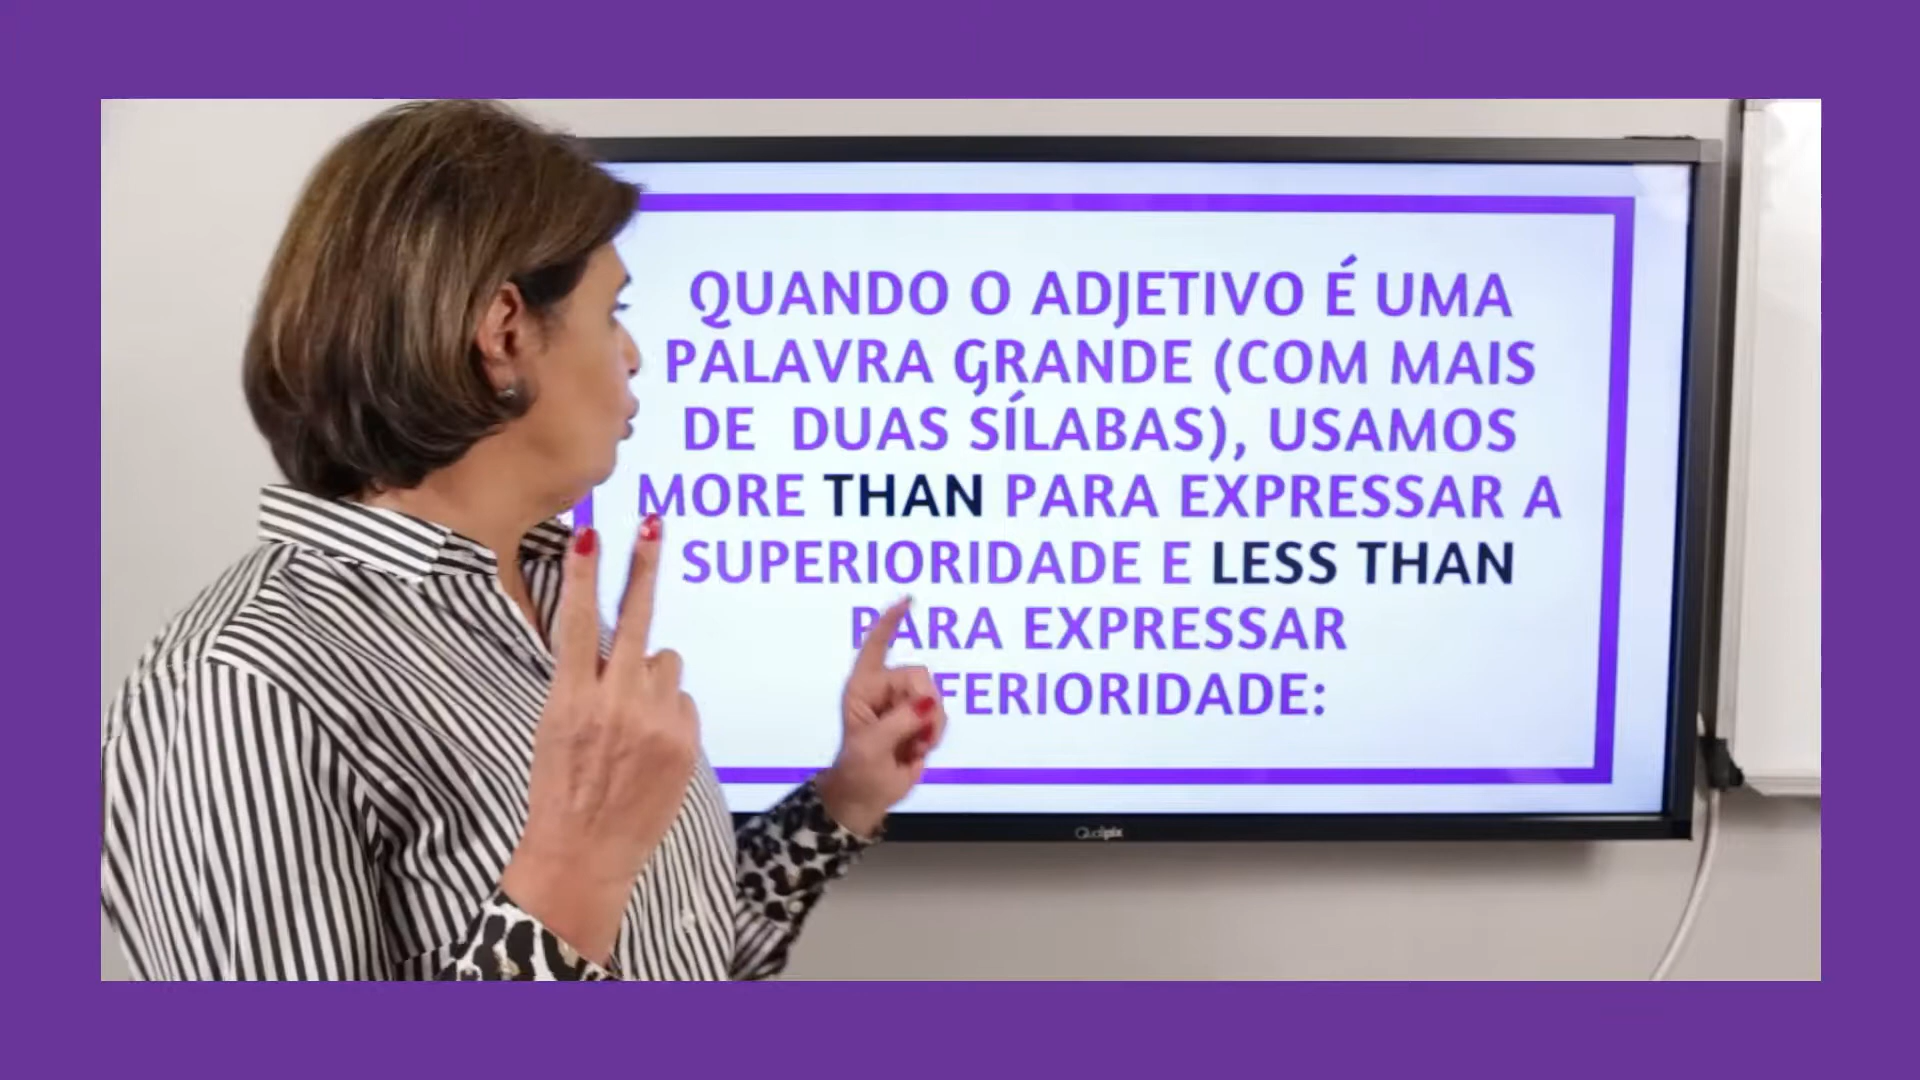 QUANDO O ADJETIVO É UMA
PALAVRA GRANDE (COM MAIS
DE DUAS SÍLABAS), USAMOS
MORE THAN PARA EXPRESSAR A
SUPERIORIDADE E LESS THAN
PARA EXPRESSAR
FERIORIDADE:
Qualipix